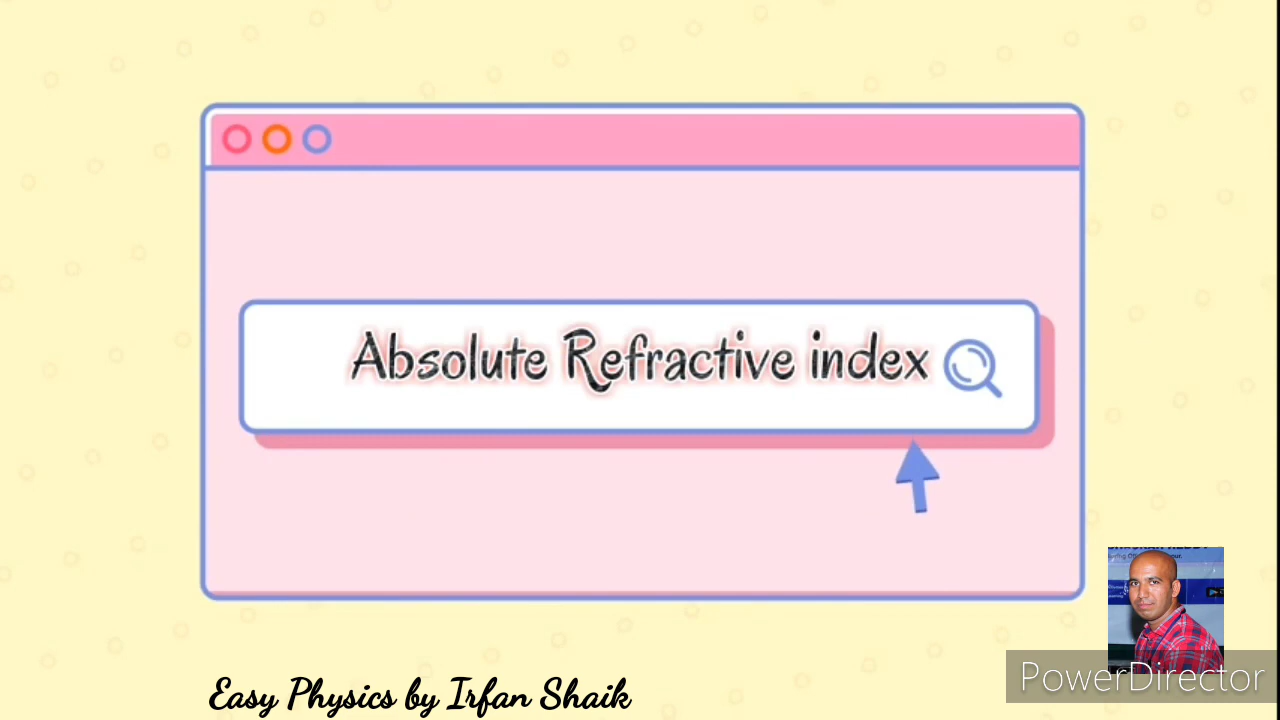 Absolute Refractive index
PowerDirector
Easy Physics by Irfan Shaik